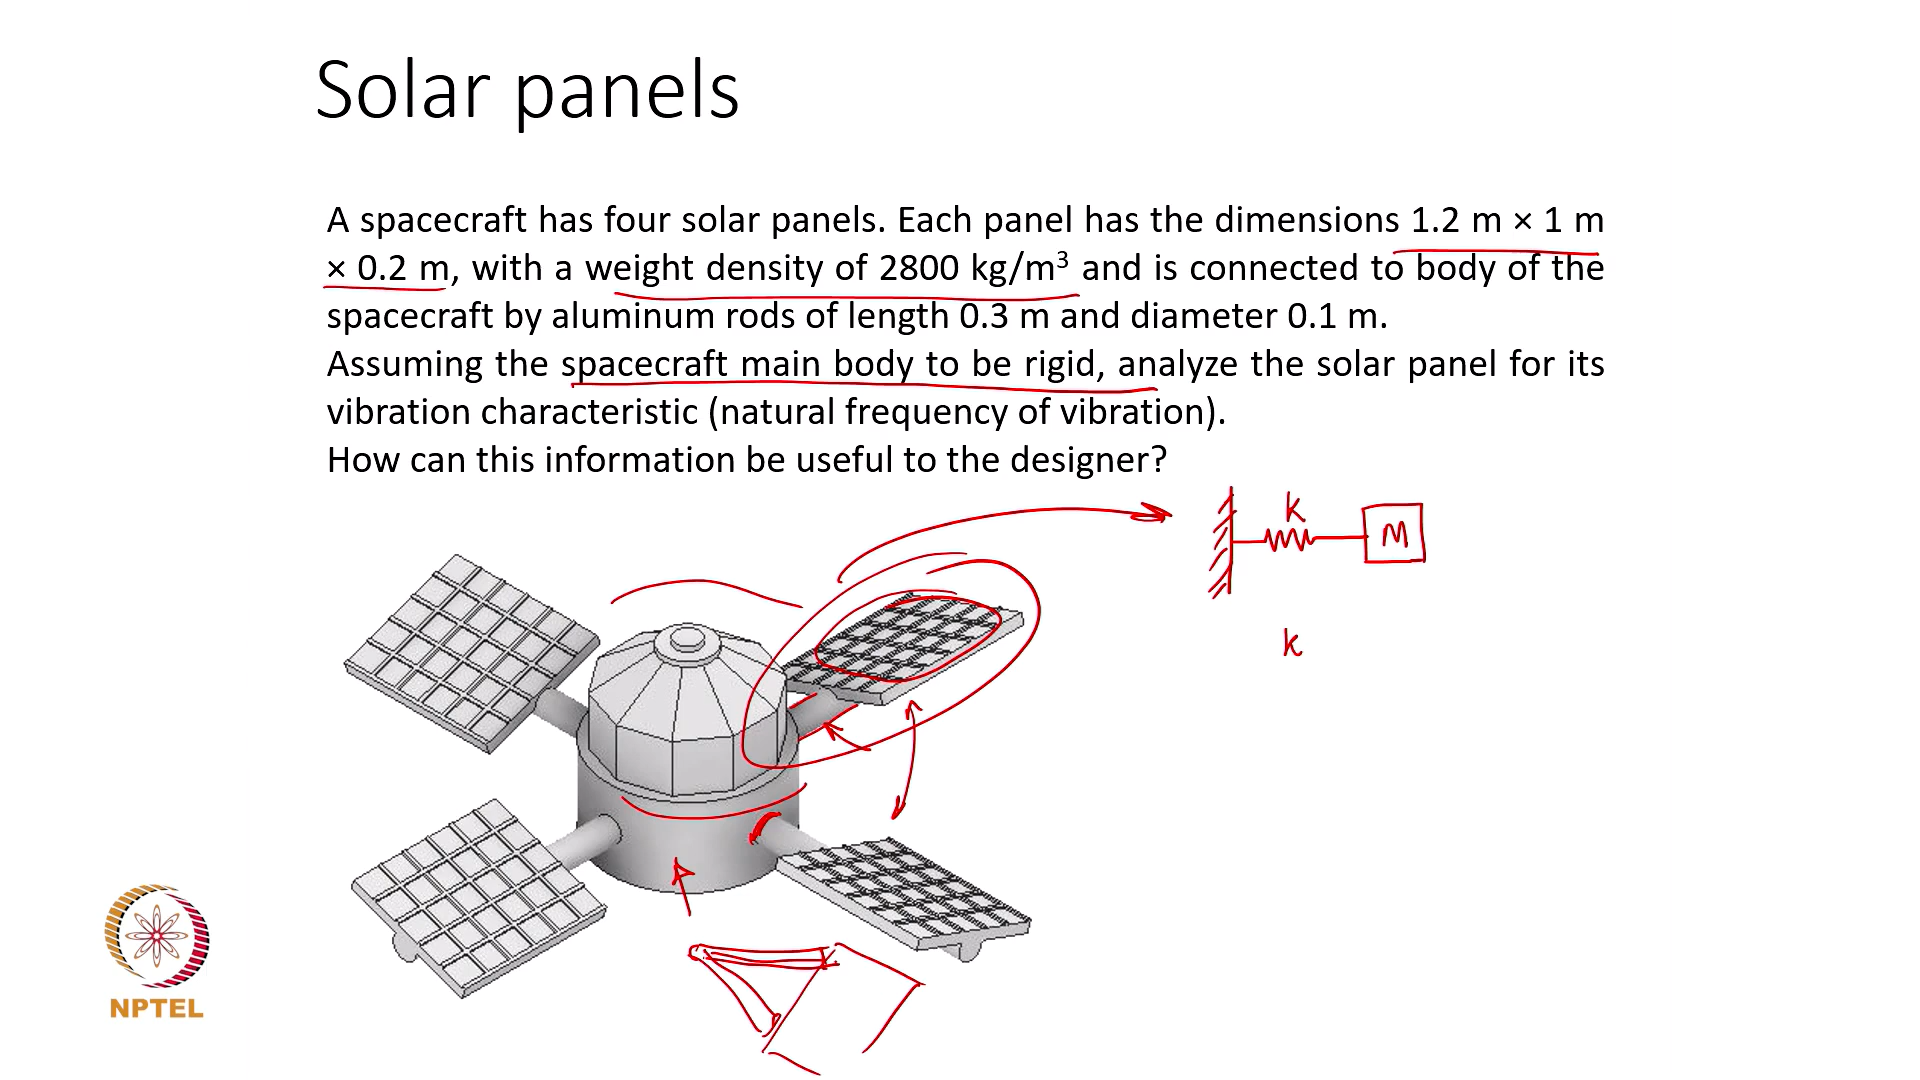 Solar panels
A spacecraft has four solar panels. Each panel has the dimensions 1.2 m × 1 m
× 0.2 m, with a weight density of 2800 kg/m³ and is connected to body of the
spacecraft by aluminum rods of length 0.3 m and diameter 0.1 m.
Assuming the spacecraft main body to be rigid, analyze the solar panel for its
vibration characteristic (natural frequency of vibration).
How can this information be useful to the designer?
k
M
k
NPTEL